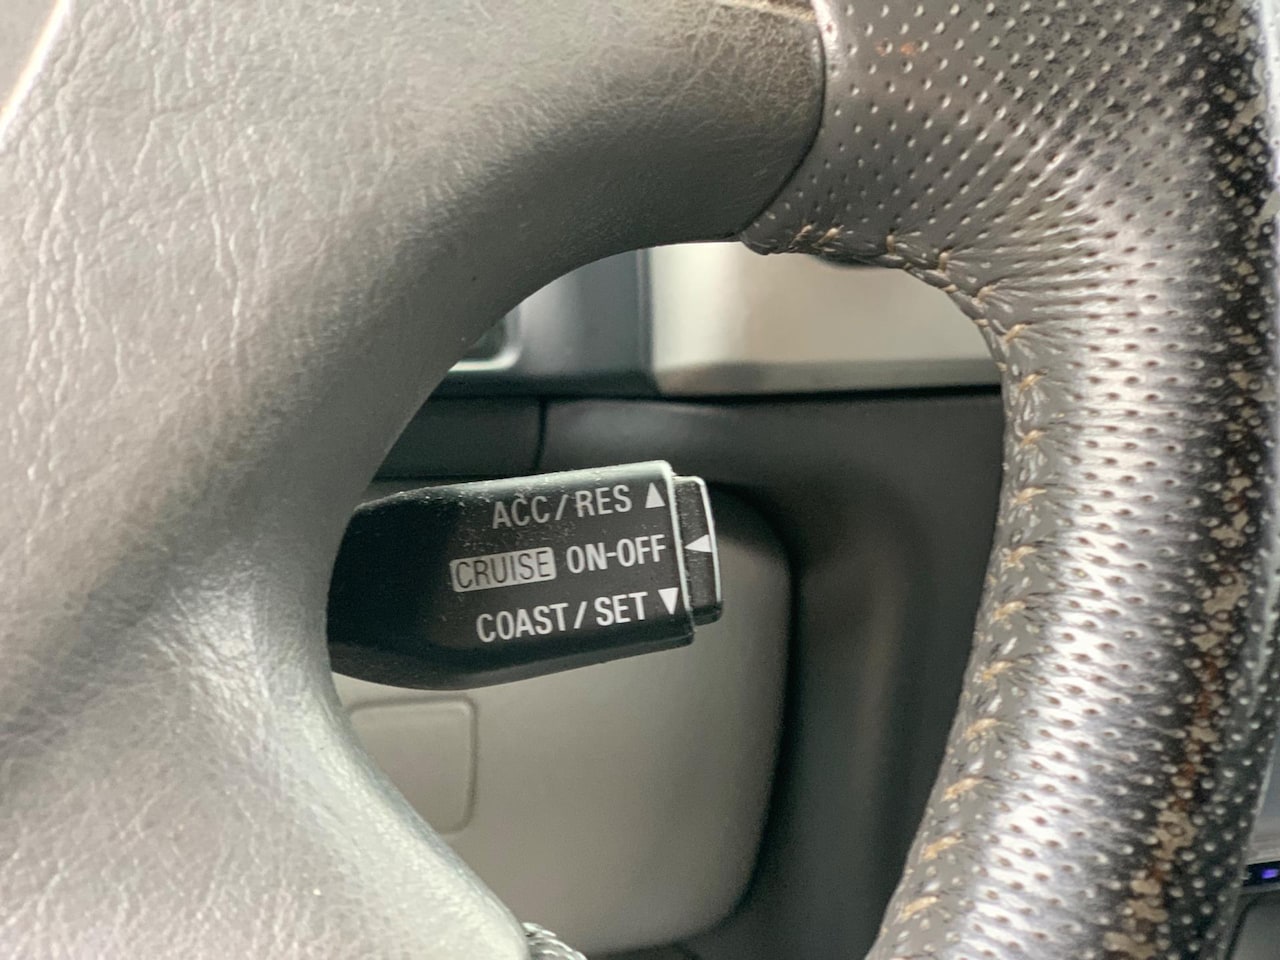 ACC/RES ▲
CRUISE ON-OFF ◀
COAST/SET ▼